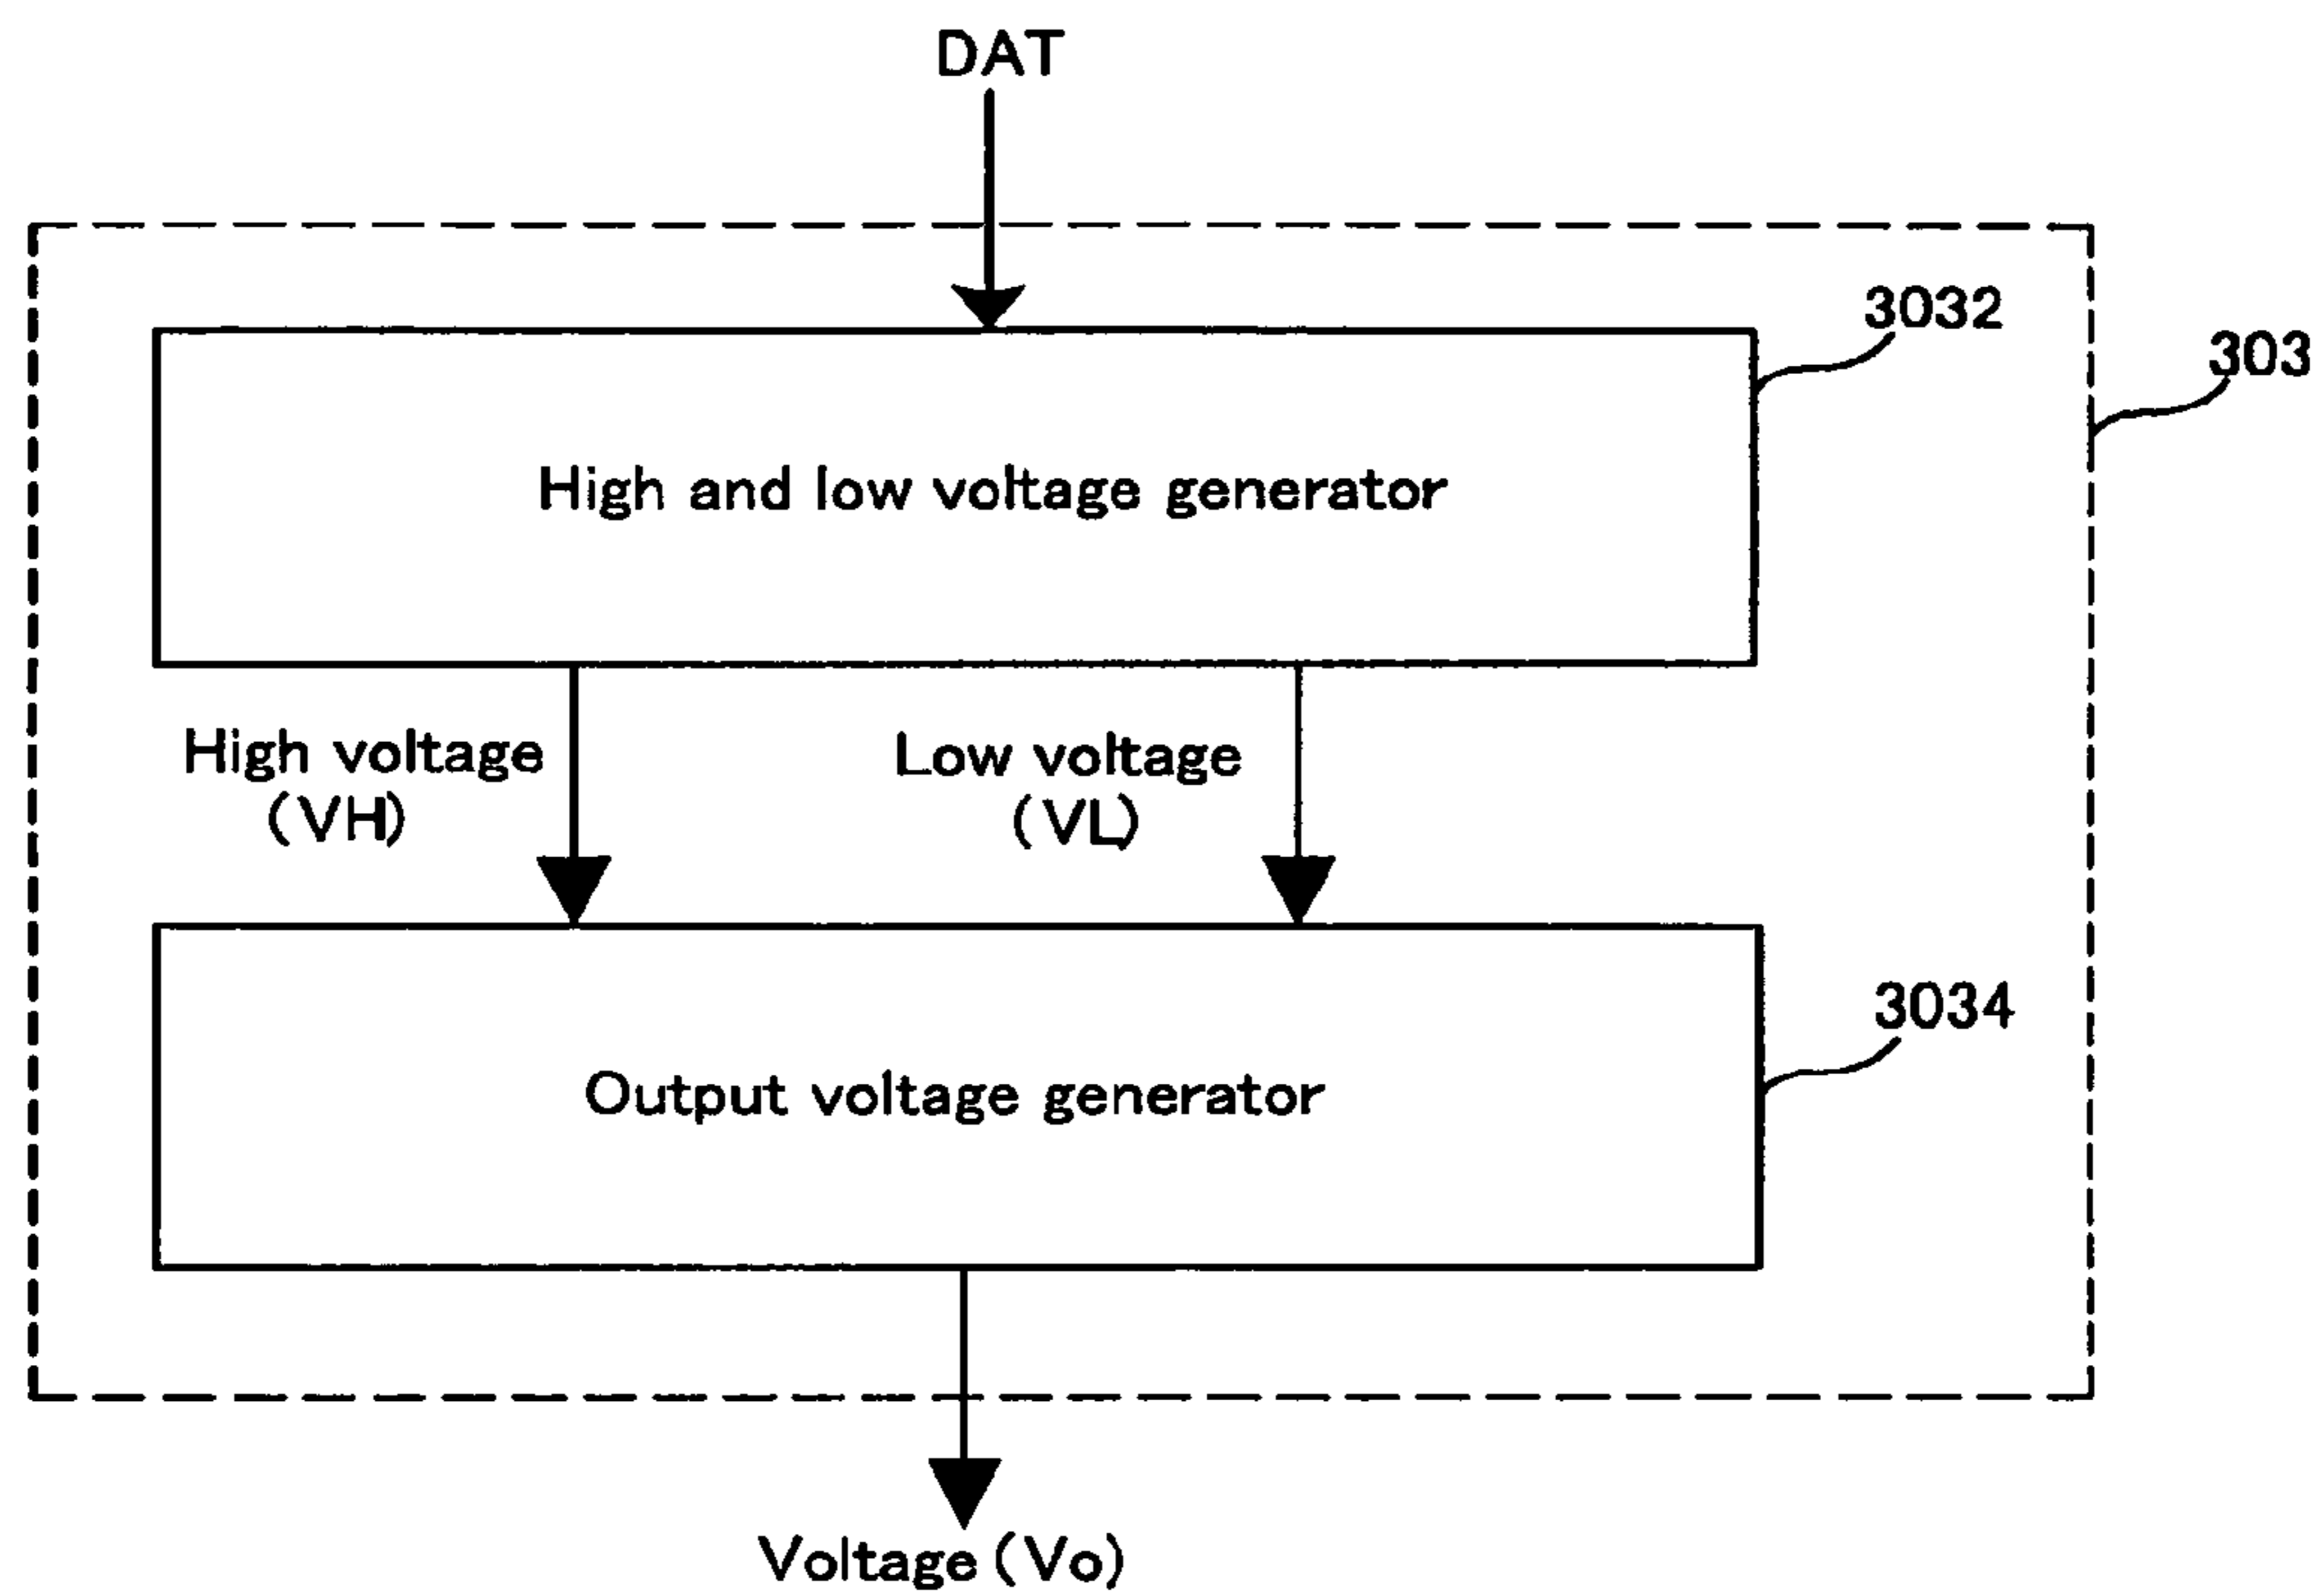 DAT
3032
303
High and low voltage generator
High voltage
(VH)
Low voltage
(VL)
3034
Output voltage generator
Voltage (Vo)